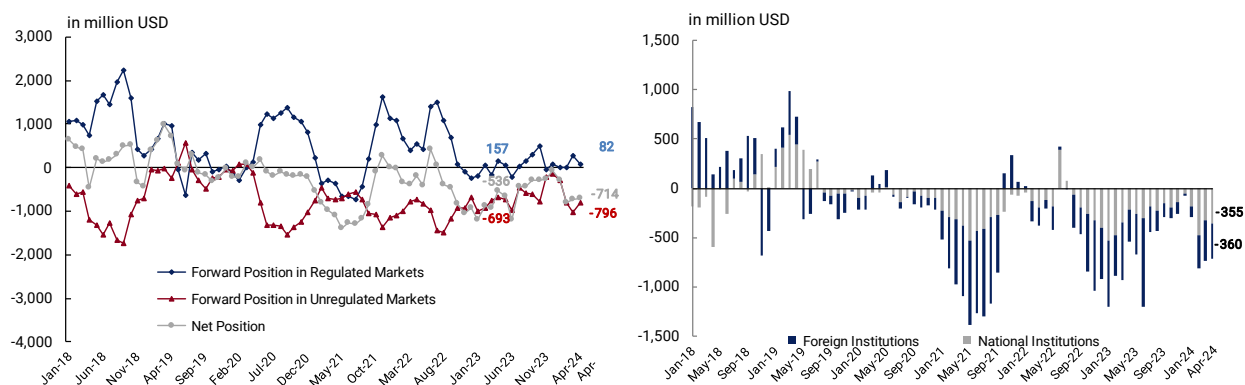 in million USD
3,000
2,000
1,000
0
-1,000
-2,000
-3,000
-4,000
157
-536
-693
82
-714
-796
Forward Position in Regulated Markets
Forward Position in Unregulated Markets
Net Position
Jan-18
Jun-18
Nov-18
Apr-19
Sep-19
Feb-20
Jul-20
Dec-20
May-21
Oct-21
Mar-22
Aug-22
Jan-23
Jun-23
Nov-23
Apr-24
Apr-
in million USD
1,500
1,000
500
0
-500
-1,000
-1,500
-355
-360
Foreign Institutions
National Institutions
Jan-18
May-18
Sep-18
Jan-19
May-19
Sep-19
Jan-20
May-20
Sep-20
Jan-21
May-21
Sep-21
Jan-22
May-22
Sep-22
Jan-23
May-23
Sep-23
Jan-24
Apr-24